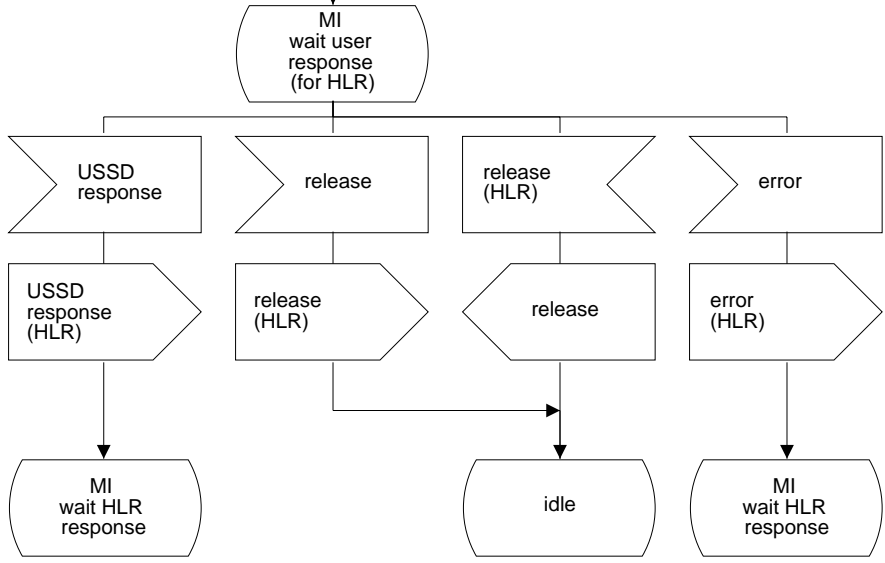 MI
wait user
response
(for HLR)
USSD
response
release
release
(HLR)
error
USSD
response
(HLR)
release
(HLR)
release
error
(HLR)
MI
wait HLR
response
idle
MI
wait HLR
response